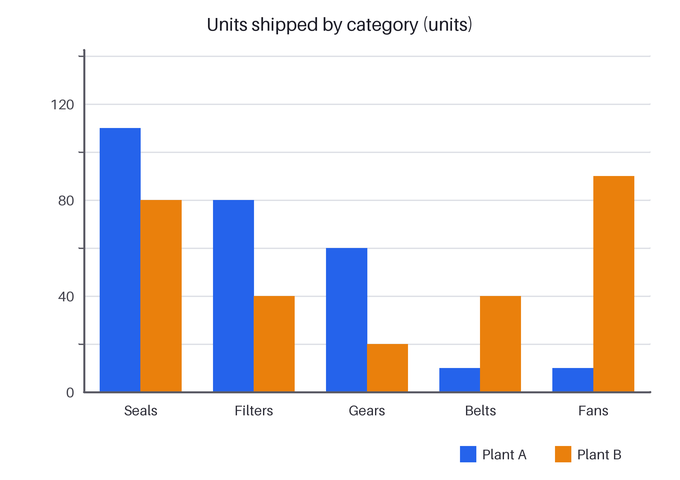 Units shipped by category (units)
120
80
40
0
Seals Filters Gears Belts Fans
Plant A Plant B